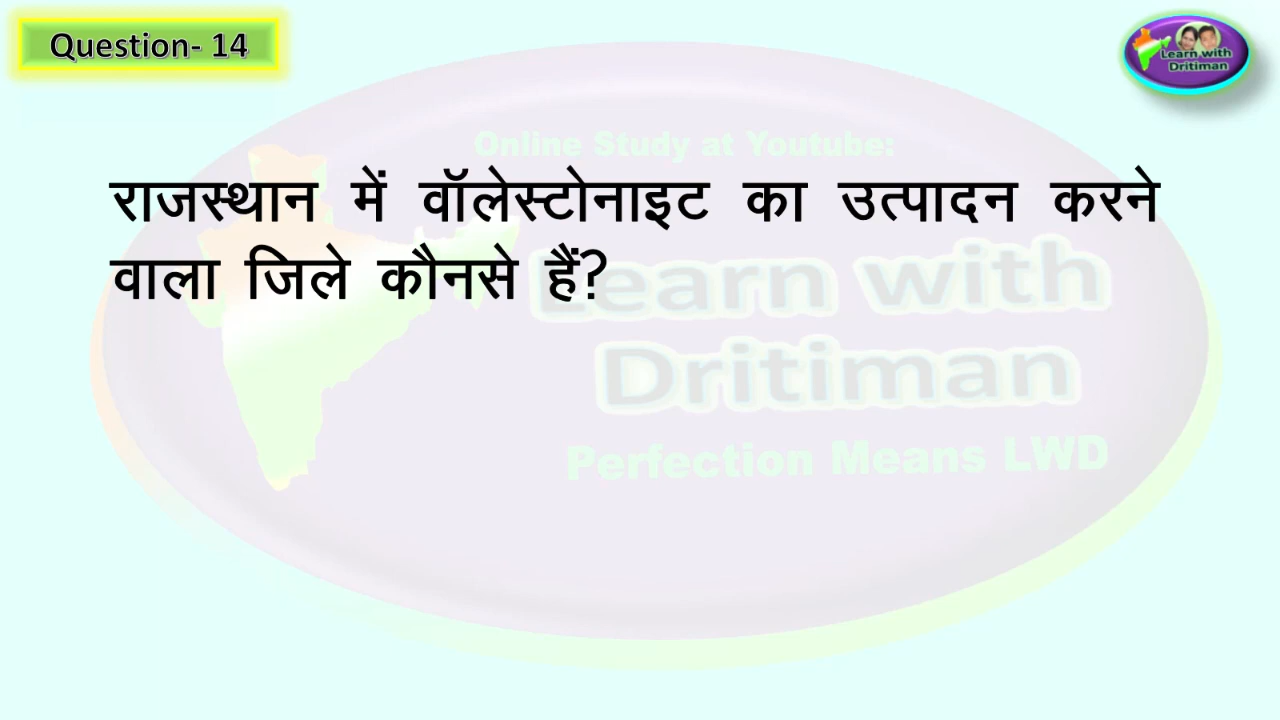 Question- 14
Learn with
Dritiman
Online Study at Youtube:
राजस्थान में वॉलेस्टोनाइट का उत्पादन करने
वाला जिले कौनसे हैं?
Learn with
Dritiman
Perfection Means LWD